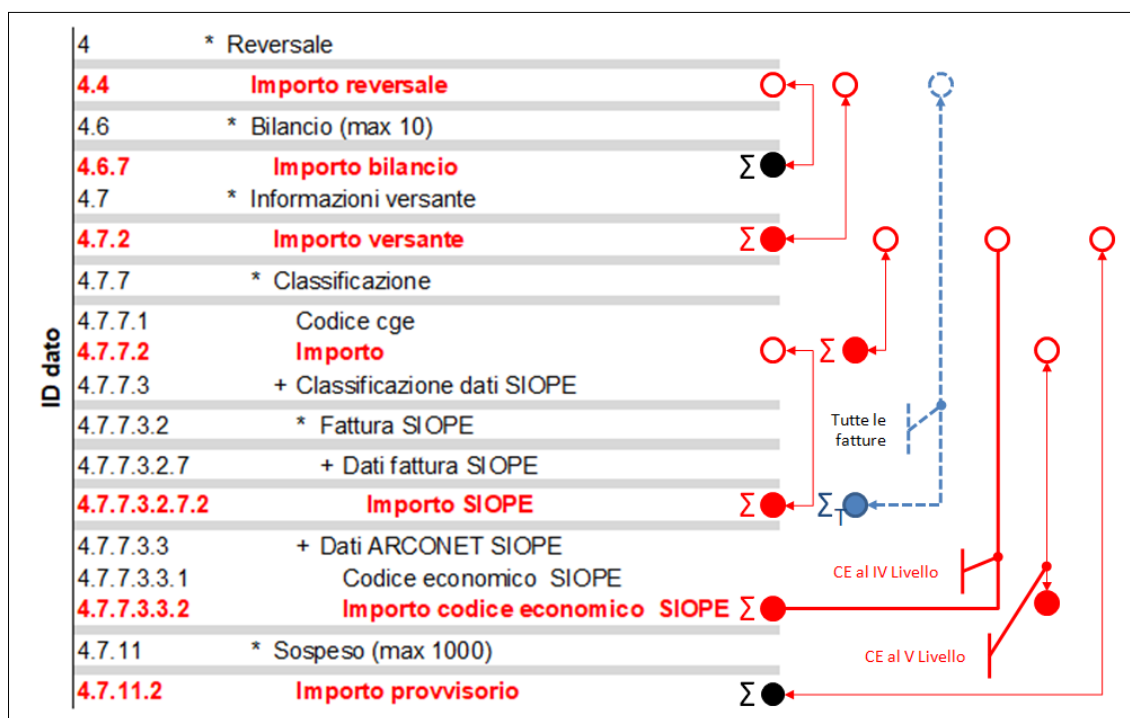 4 * Reversale
4.4 Importo reversale
4.6 * Bilancio (max 10)
4.6.7 Importo bilancio Σ
4.7 * Informazioni versante
4.7.2 Importo versante Σ
4.7.7 * Classificazione
4.7.7.1 Codice cge
4.7.7.2 Importo Σ
4.7.7.3 + Classificazione dati SIOPE
4.7.7.3.2 * Fattura SIOPE
4.7.7.3.2.7 + Dati fattura SIOPE
4.7.7.3.2.7.2 Importo SIOPE Σ ΣT
4.7.7.3.3 + Dati ARCONET SIOPE
4.7.7.3.3.1 Codice economico SIOPE
4.7.7.3.3.2 Importo codice economico SIOPE Σ
4.7.11 * Sospeso (max 1000)
4.7.11.2 Importo provvisorio Σ
ID dato
Tutte le
fatture
CE al IV Livello
CE al V Livello